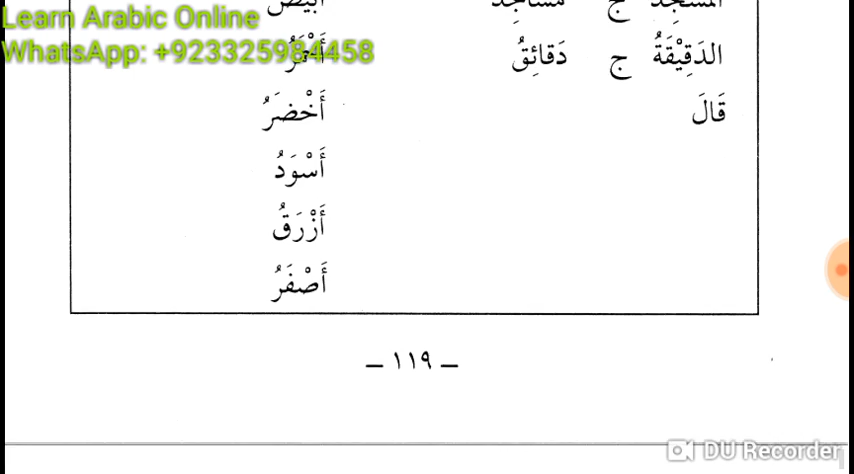 Learn Arabic Online
WhatsApp: +923325984458
المَسْجِدُ ج مَسَاجِدُ أَبْيَضُ
الدَقِيْقَةُ ج دَقَائِقُ أَحْمَرُ
قَالَ أَخْضَرُ
أَسْوَدُ
أَزْرَقُ
أَصْفَرُ
– ١١٩ –
DU Recorder